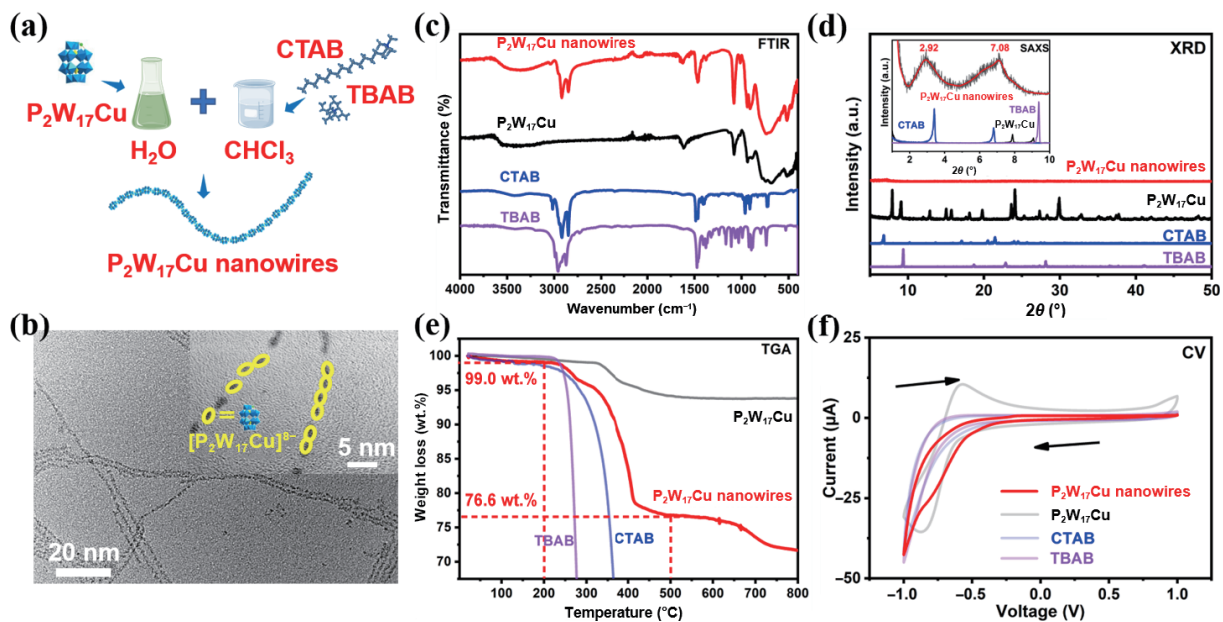 (a)
CTAB
TBAB
P₂W₁₇Cu
H₂O
CHCl₃
P₂W₁₇Cu nanowires
(b)
[P₂W₁₇Cu]⁸⁻
5 nm
20 nm
(c)
FTIR
P₂W₁₇Cu nanowires
P₂W₁₇Cu
CTAB
TBAB
Transmittance (%)
4000 3500 3000 2500 2000 1500 1000 500
Wavenumber (cm⁻¹)
(d)
XRD
2.92 7.08 SAXS
P₂W₁₇Cu nanowires
TBAB
CTAB P₂W₁₇Cu
Intensity (a.u.)
2 4 6 8 10
2θ (°)
P₂W₁₇Cu nanowires
P₂W₁₇Cu
CTAB
TBAB
Intensity (a.u.)
10 20 30 40 50
2θ (°)
(e)
TGA
100
95
90
85
80
75
70
99.0 wt.%
P₂W₁₇Cu
76.6 wt.%
P₂W₁₇Cu nanowires
TBAB CTAB
Weight loss (wt.%)
0 100 200 300 400 500 600 700 800
Temperature (°C)
(f)
CV
25
0
−25
−50
P₂W₁₇Cu nanowires
P₂W₁₇Cu
CTAB
TBAB
Current (μA)
−1.0 −0.5 0.0 0.5 1.0
Voltage (V)